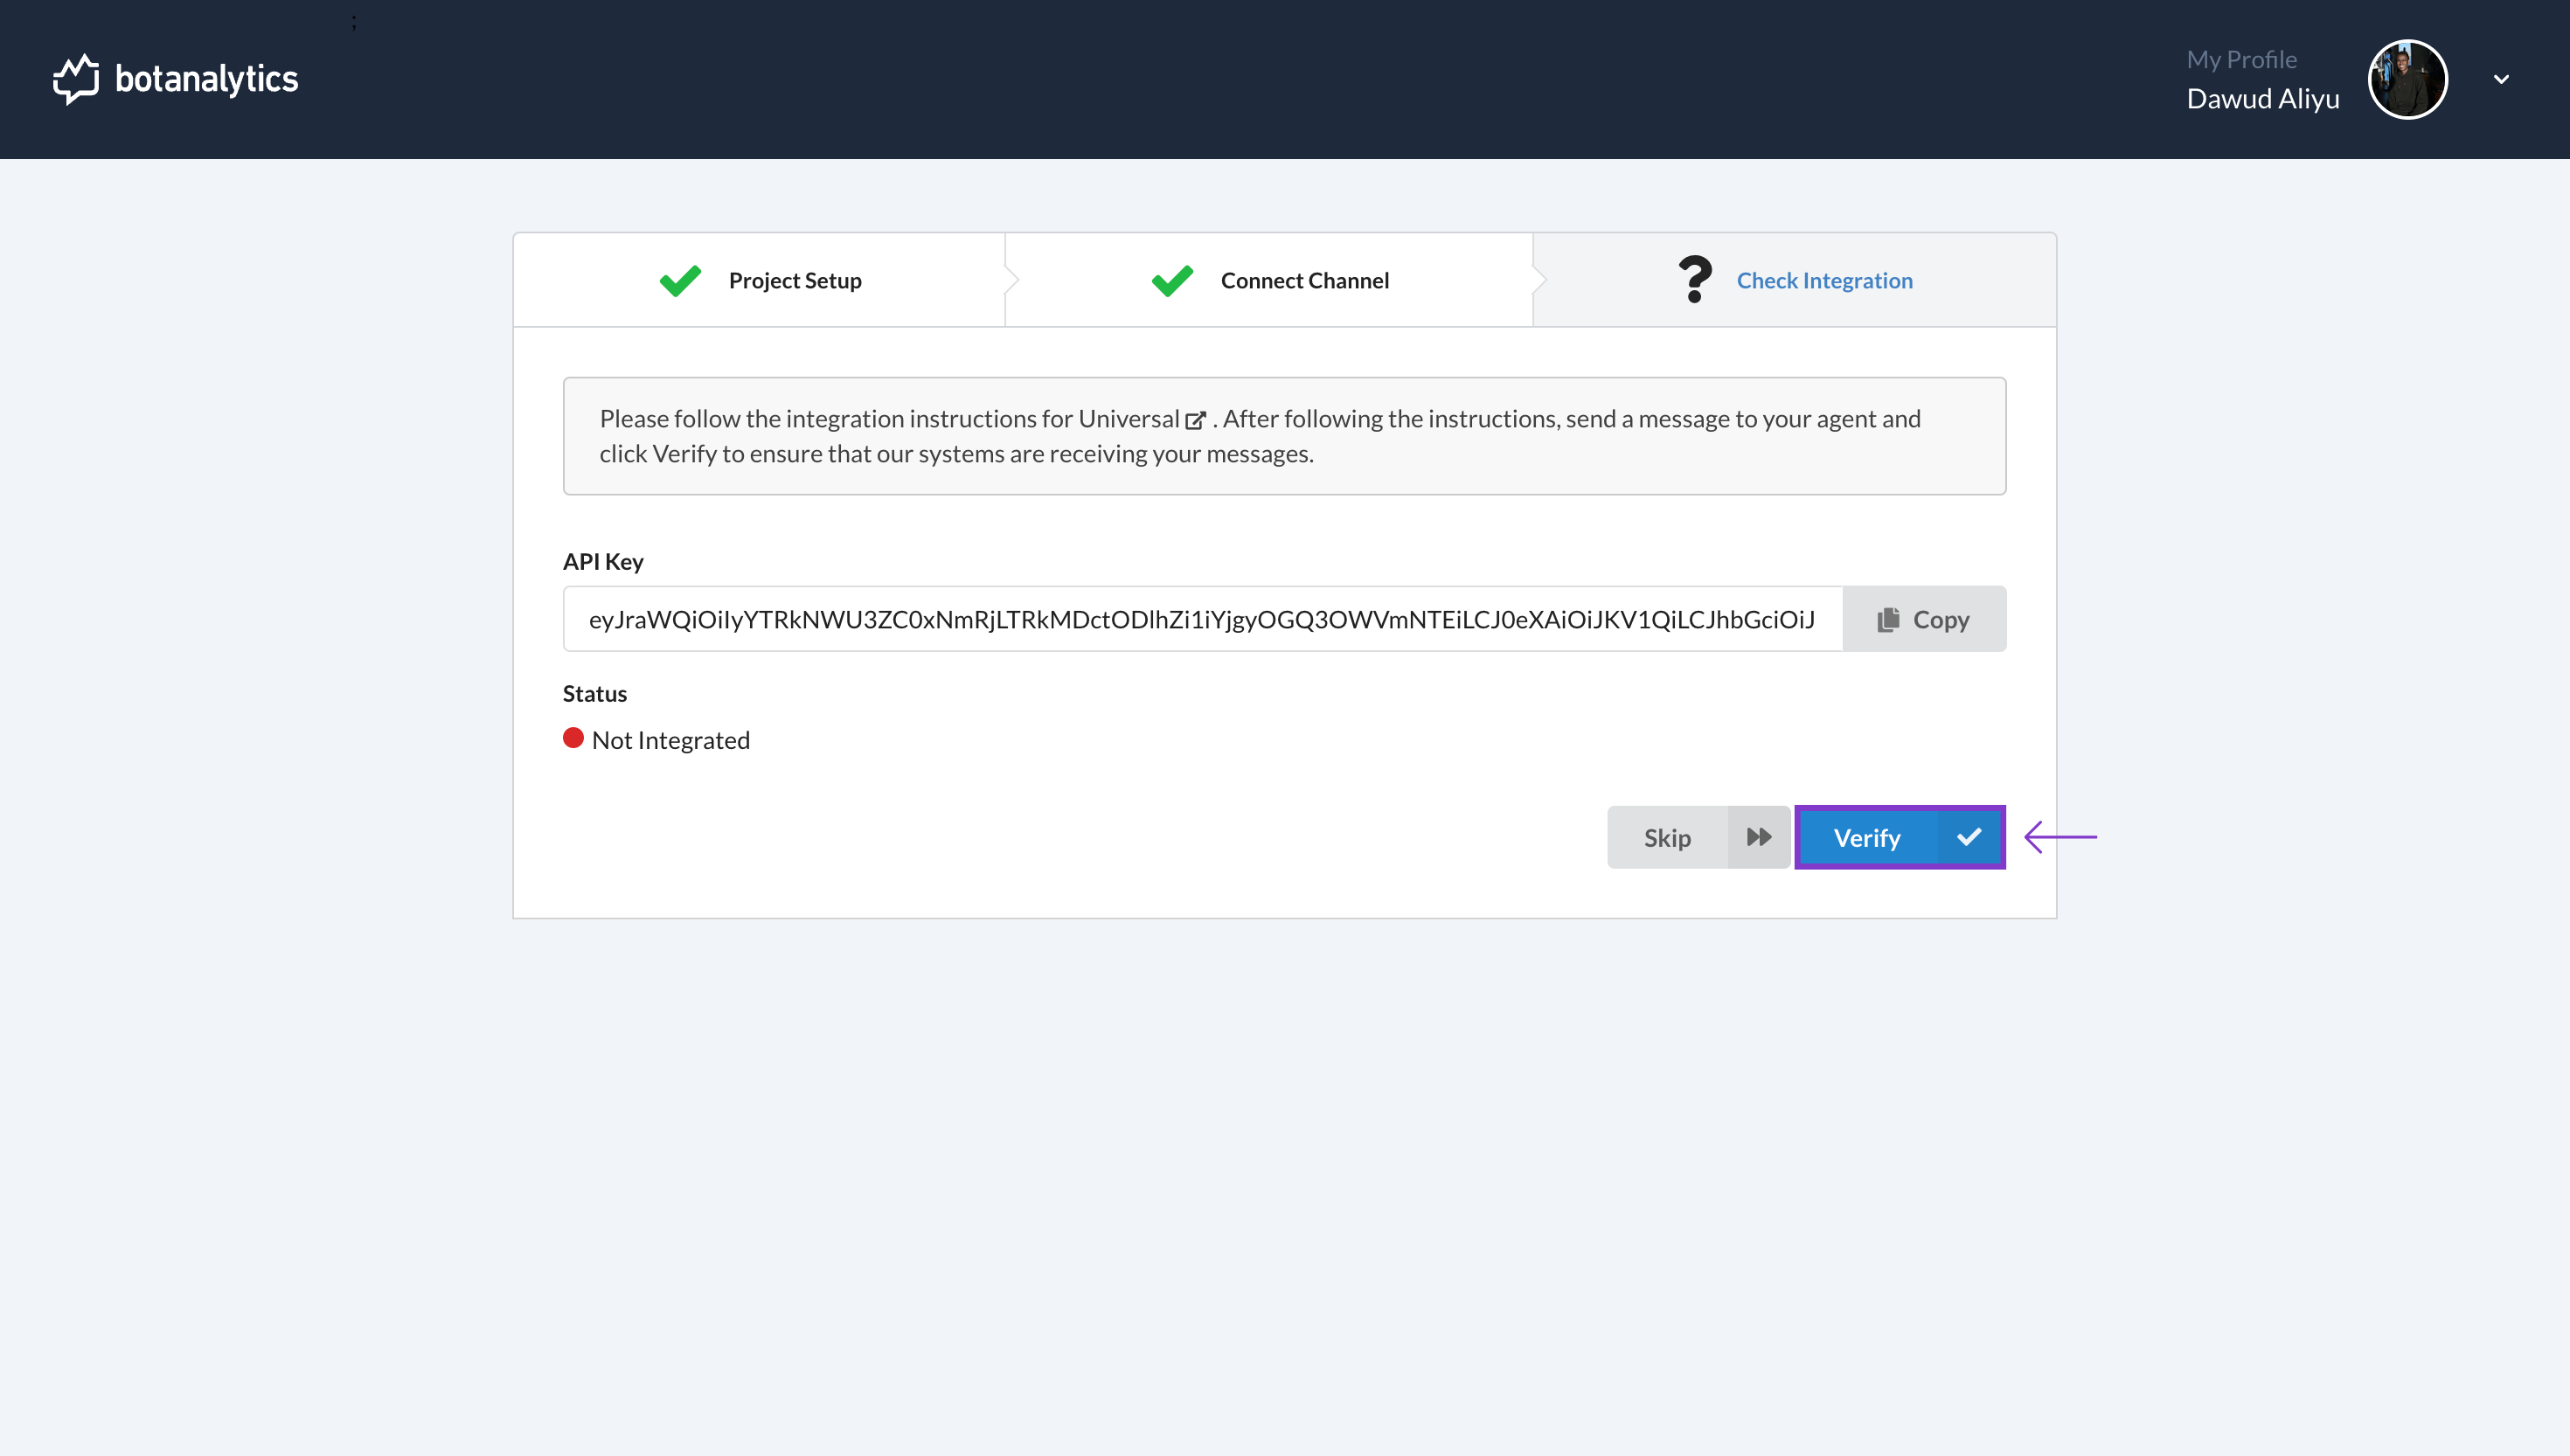 ;
botanalytics
My Profile
Dawud Aliyu
Project Setup
Connect Channel
Check Integration
Please follow the integration instructions for Universal . After following the instructions, send a message to your agent and
click Verify to ensure that our systems are receiving your messages.
API Key
eyJraWQiOiIyYTRkNWU3ZC0xNmRjLTRkMDctODlhZi1iYjgyOGQ3OWVmNTEiLCJ0eXAiOiJKV1QiLCJhbGciOiJ
Copy
Status
Not Integrated
Skip
Verify